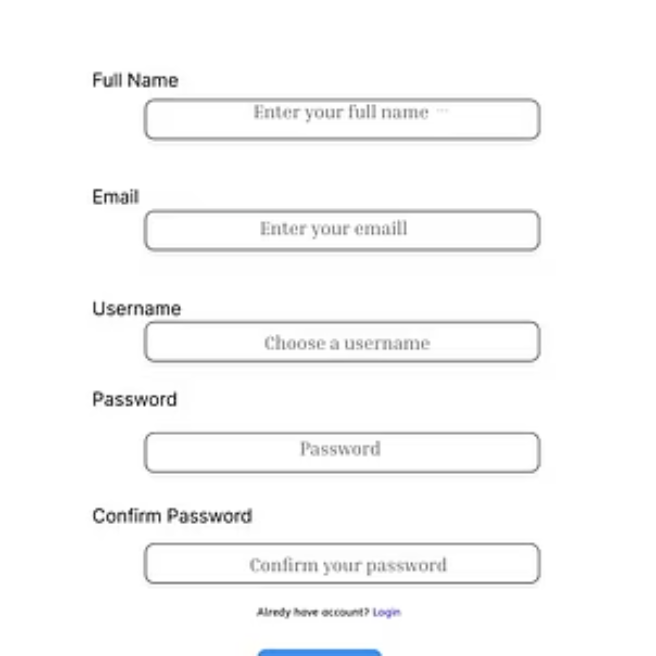 Full Name
Enter your full name ...
Email
Enter your emaill
Username
Choose a username
Password
Password
Confirm Password
Confirm your password
Alredy have account? Login